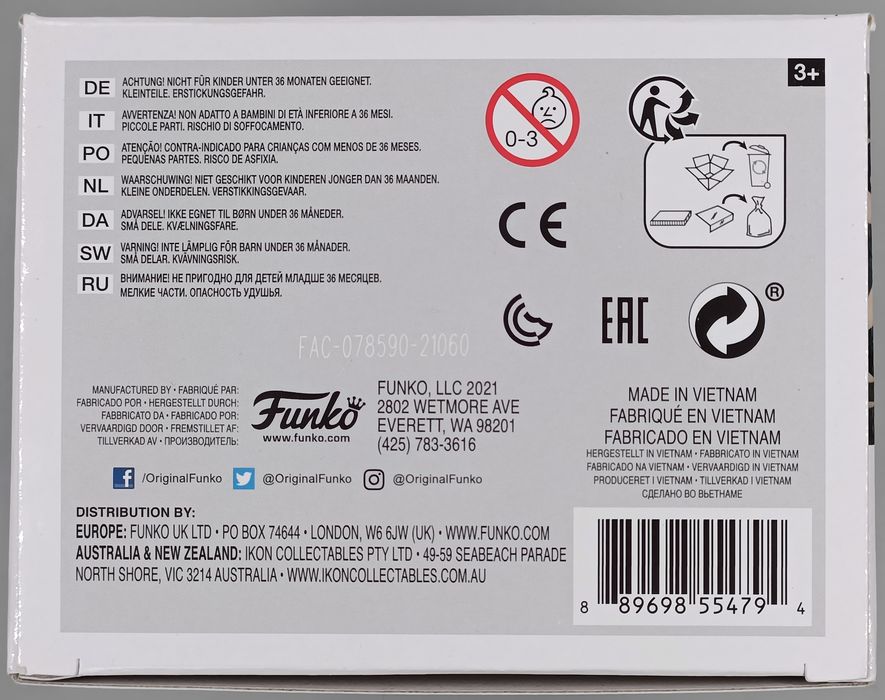 3+
DE ACHTUNG! NICHT FÜR KINDER UNTER 36 MONATEN GEEIGNET.
KLEINTEILE. ERSTICKUNGSGEFAHR.
IT AVVERTENZA! NON ADATTO A BAMBINI DI ETÀ INFERIORE A 36 MESI.
PICCOLE PARTI. RISCHIO DI SOFFOCAMENTO.
PO ATENÇÃO! CONTRA-INDICADO PARA CRIANÇAS COM MENOS DE 36 MESES.
PEQUENAS PARTES. RISCO DE ASFIXIA.
NL WAARSCHUWING! NIET GESCHIKT VOOR KINDEREN JONGER DAN 36 MAANDEN.
KLEINE ONDERDELEN. VERSTIKKINGSGEVAAR.
DA ADVARSEL! IKKE EGNET TIL BØRN UNDER 36 MÅNEDER.
SMÅ DELE. KVÆLNINGSFARE.
SW VARNING! INTE LÄMPLIG FÖR BARN UNDER 36 MÅNADER.
SMÅ DELAR. KVÄVNINGSRISK.
RU ВНИМАНИЕ! НЕ ПРИГОДНО ДЛЯ ДЕТЕЙ МЛАДШЕ 36 МЕСЯЦЕВ.
МЕЛКИЕ ЧАСТИ. ОПАСНОСТЬ УДУШЬЯ.
0-3
CE
EAC
®
FAC-078590-21060
MANUFACTURED BY • FABRIQUÉ PAR:
FABRICADO POR • HERGESTELLT DURCH:
FABBRICATO DA • FABRICADO POR:
VERVAARDIGD DOOR • FREMSTILLET AF:
TILLVERKAD AV • ПРОИЗВОДИТЕЛЬ:
Funko
www.funko.com
FUNKO, LLC 2021
2802 WETMORE AVE
EVERETT, WA 98201
(425) 783-3616
/OriginalFunko @OriginalFunko @OriginalFunko
MADE IN VIETNAM
FABRIQUÉ EN VIETNAM
FABRICADO EN VIETNAM
HERGESTELLT IN VIETNAM • FABBRICATO IN VIETNAM
FABRICADO NA VIETNAM • VERVAARDIGD IN VIETNAM
PRODUCERET I VIETNAM • TILLVERKAD I VIETNAM
СДЕЛАНО ВО ВЬЕТНАМЕ
DISTRIBUTION BY:
EUROPE: FUNKO UK LTD • PO BOX 74644 • LONDON, W6 6JW (UK) • WWW.FUNKO.COM
AUSTRALIA & NEW ZEALAND: IKON COLLECTABLES PTY LTD • 49-59 SEABEACH PARADE
NORTH SHORE, VIC 3214 AUSTRALIA • WWW.IKONCOLLECTABLES.COM.AU
8 89698 55479 4